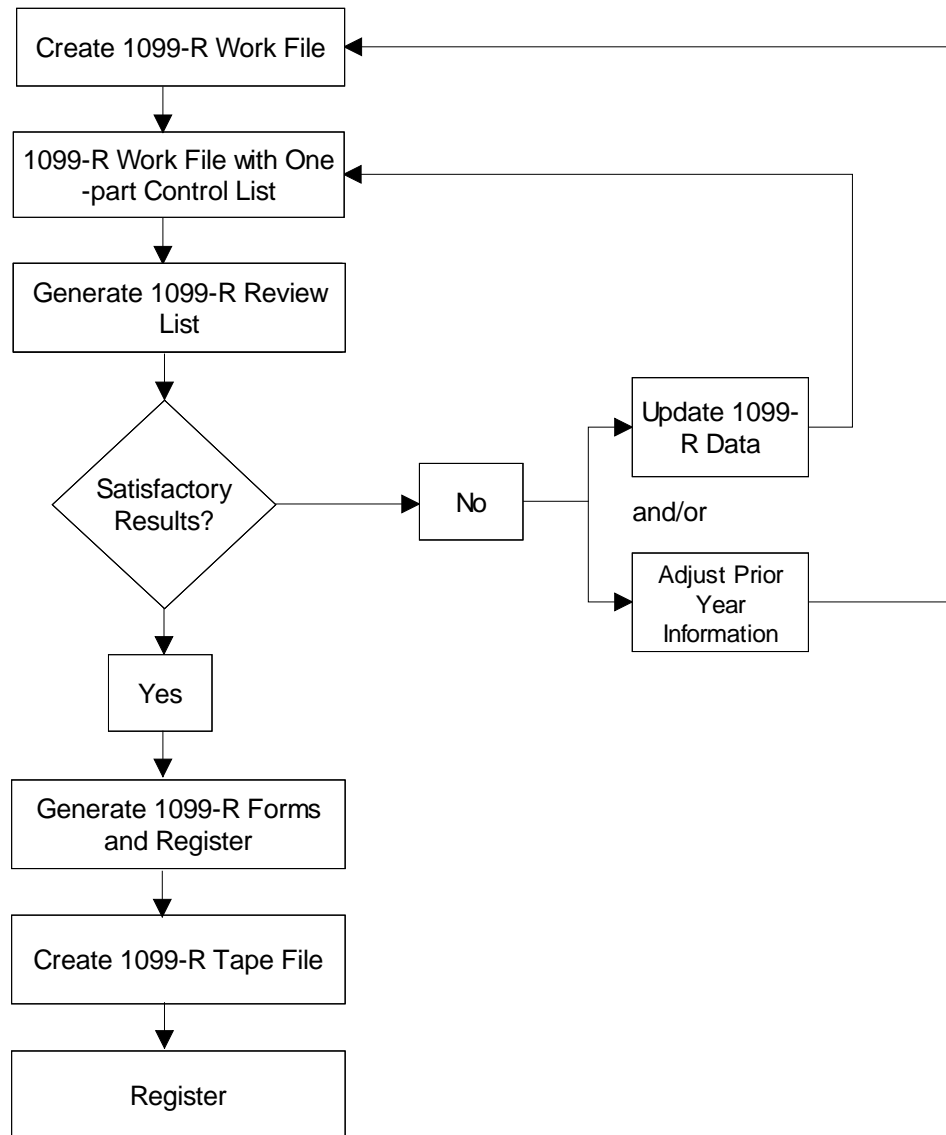 Create 1099-R Work File
1099-R Work File with One
-part Control List
Generate 1099-R Review
List
Satisfactory
Results?
No
Update 1099-
R Data
and/or
Adjust Prior
Year
Information
Yes
Generate 1099-R Forms
and Register
Create 1099-R Tape File
Register